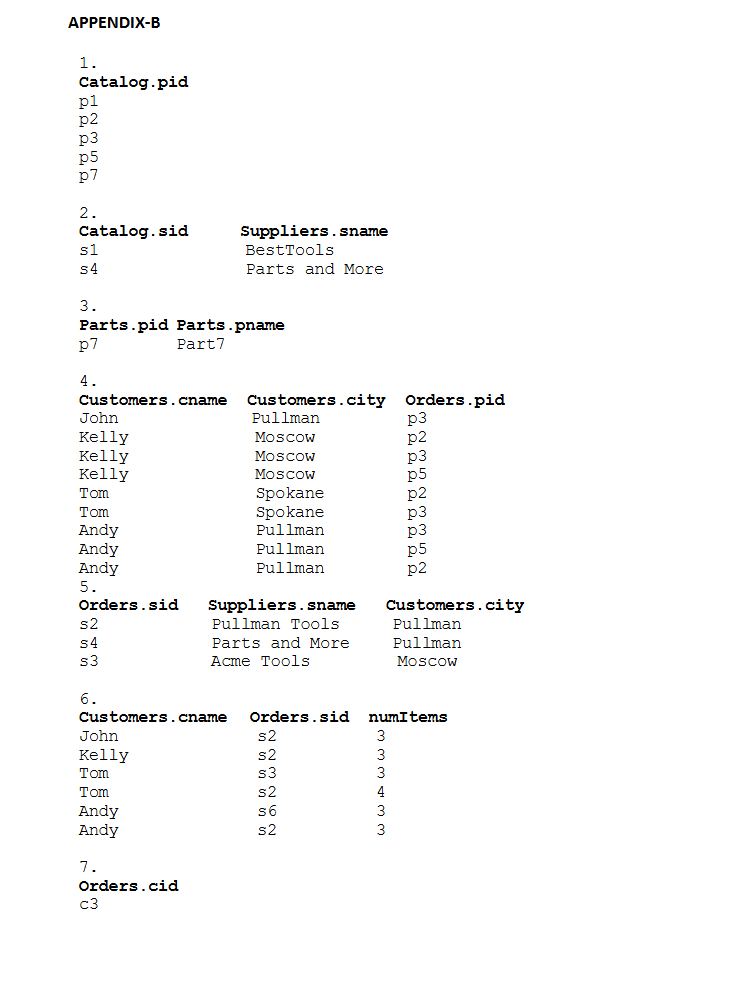 APPENDIX-B
1.
Catalog.pid
p1
p2
p3
p5
p7
2.
Catalog.sid Suppliers.sname
s1 BestTools
s4 Parts and More
3.
Parts.pid Parts.pname
p7 Part7
4.
Customers.cname Customers.city Orders.pid
John Pullman p3
Kelly Moscow p2
Kelly Moscow p3
Kelly Moscow p5
Tom Spokane p2
Tom Spokane p3
Andy Pullman p3
Andy Pullman p5
Andy Pullman p2
5.
Orders.sid Suppliers.sname Customers.city
s2 Pullman Tools Pullman
s4 Parts and More Pullman
s3 Acme Tools Moscow
6.
Customers.cname Orders.sid numItems
John s2 3
Kelly s2 3
Tom s3 3
Tom s2 4
Andy s6 3
Andy s2 3
7.
Orders.cid
c3